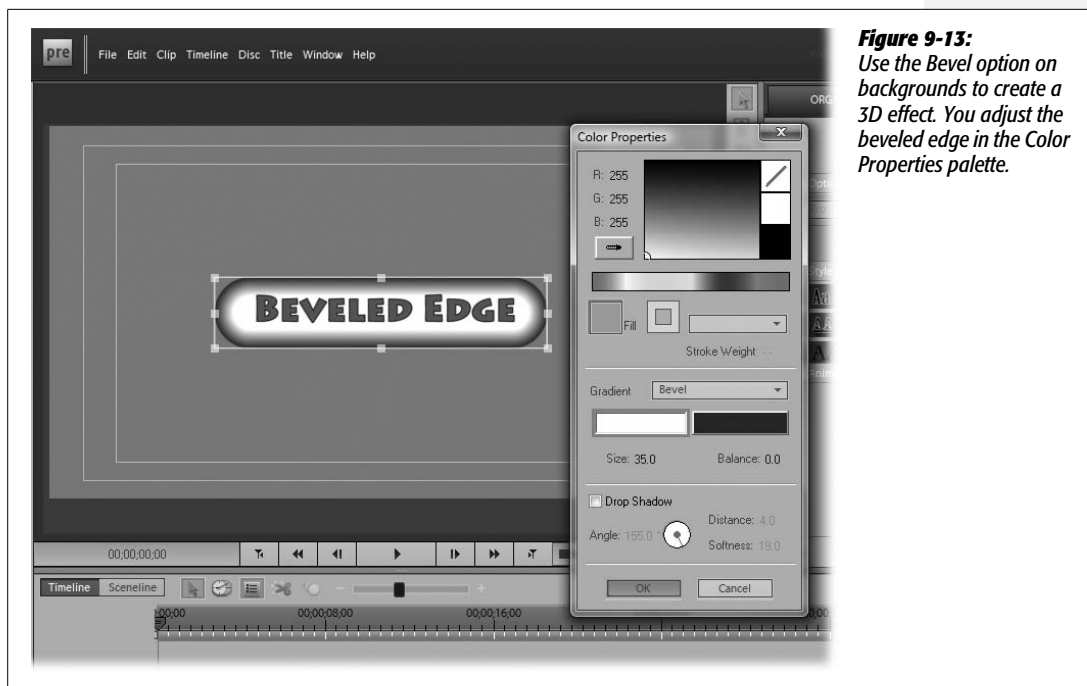 pre File Edit Clip Timeline Disc Title Window Help
ORG
Color Properties
R: 255
G: 255
B: 255
Fill
Stroke Weight -.-
Gradient Bevel
Size: 35.0 Balance: 0.0
Drop Shadow
Angle: 155.0 ° Distance: 4.0
Softness: 19.0
OK Cancel
BEVELED EDGE
00;00;00;00
Timeline Sceneline
00;00;08;00 00;00;16;00
Figure 9-13:
Use the Bevel option on
backgrounds to create a
3D effect. You adjust the
beveled edge in the Color
Properties palette.